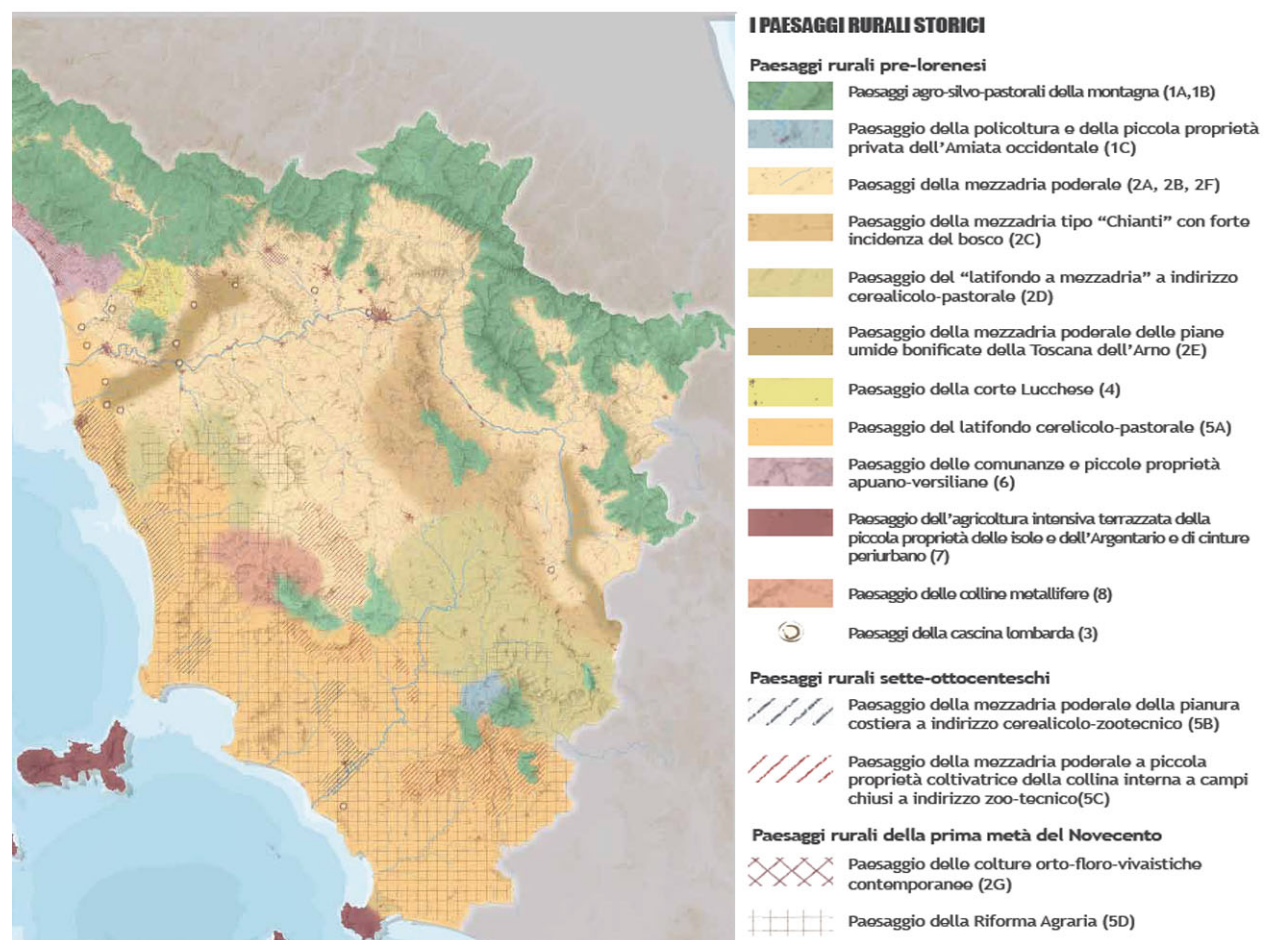 I PAESAGGI RURALI STORICI
Paesaggi rurali pre-lorenesi
Paesaggi agro-silvo-pastorali della montagna (1A,1B)
Paesaggio della policoltura e della piccola proprietà
privata dell'Amiata occidentale (1C)
Paesaggi della mezzadria poderale (2A, 2B, 2F)
Paesaggio della mezzadria tipo “Chianti” con forte
incidenza del bosco (2C)
Paesaggio del “latifondo a mezzadria” a indirizzo
cerealicolo-pastorale (2D)
Paesaggio della mezzadria poderale delle piane
umide bonificate della Toscana dell'Arno (2E)
Paesaggio della corte Lucchese (4)
Paesaggio del latifondo cerelicolo-pastorale (5A)
Paesaggio delle comunanze e piccole proprietà
apuano-versiliane (6)
Paesaggio dell'agricoltura intensiva terrazzata della
piccola proprietà delle isole e dell'Argentario e di cinture
periurbano (7)
Paesaggio delle colline metallifere (8)
Paesaggi della cascina lombarda (3)
Paesaggi rurali sette-ottocenteschi
Paesaggio della mezzadria poderale della pianura
costiera a indirizzo cerealicolo-zootecnico (5B)
Paesaggio della mezzadria poderale a piccola
proprietà coltivatrice della collina interna a campi
chiusi a indirizzo zoo-tecnico(5C)
Paesaggi rurali della prima metà del Novecento
Paesaggio delle colture orto-floro-vivaistiche
contemporanee (2G)
Paesaggio della Riforma Agraria (5D)